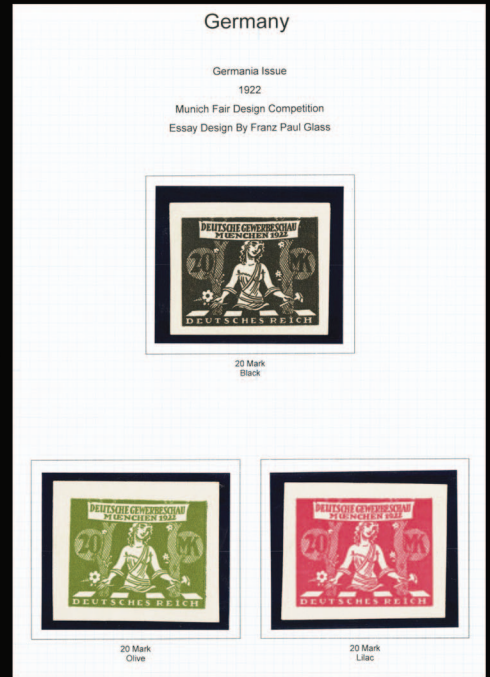 Germany
Germania Issue
1922
Munich Fair Design Competition
Essay Design By Franz Paul Glass
DEUTSCHE GEWERBESCHAU
MUENCHEN 1922
20 MK
DEUTSCHES REICH
20 Mark
Black
DEUTSCHE GEWERBESCHAU
MUENCHEN 1922
20 MK
DEUTSCHES REICH
20 Mark
Olive
DEUTSCHE GEWERBESCHAU
MUENCHEN 1922
20 MK
DEUTSCHES REICH
20 Mark
Lilac